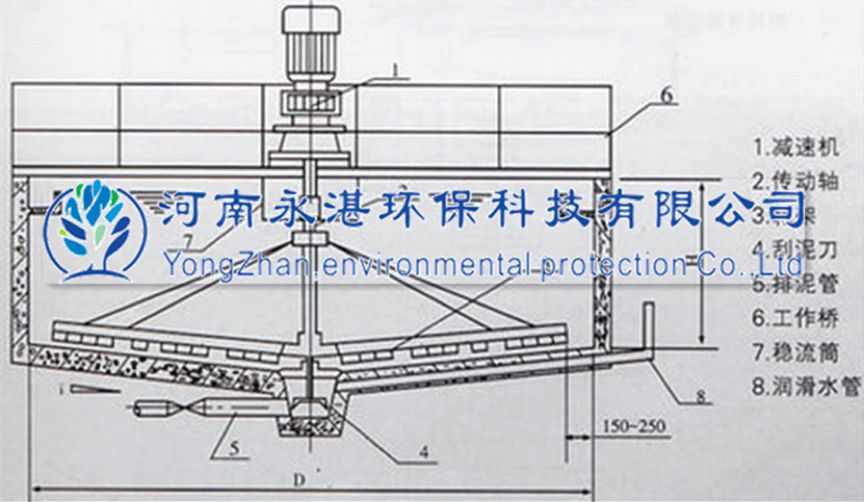 1
6
2
河南永湛环保科技有限公司
YongZhan,environmental protection Co.,Ltd
7
3
H
i
8
150~250
5
4
D
1.减速机
2.传动轴
3.
4.刮泥刀
5.排泥管
6.工作桥
7.稳流筒
8.润滑水管